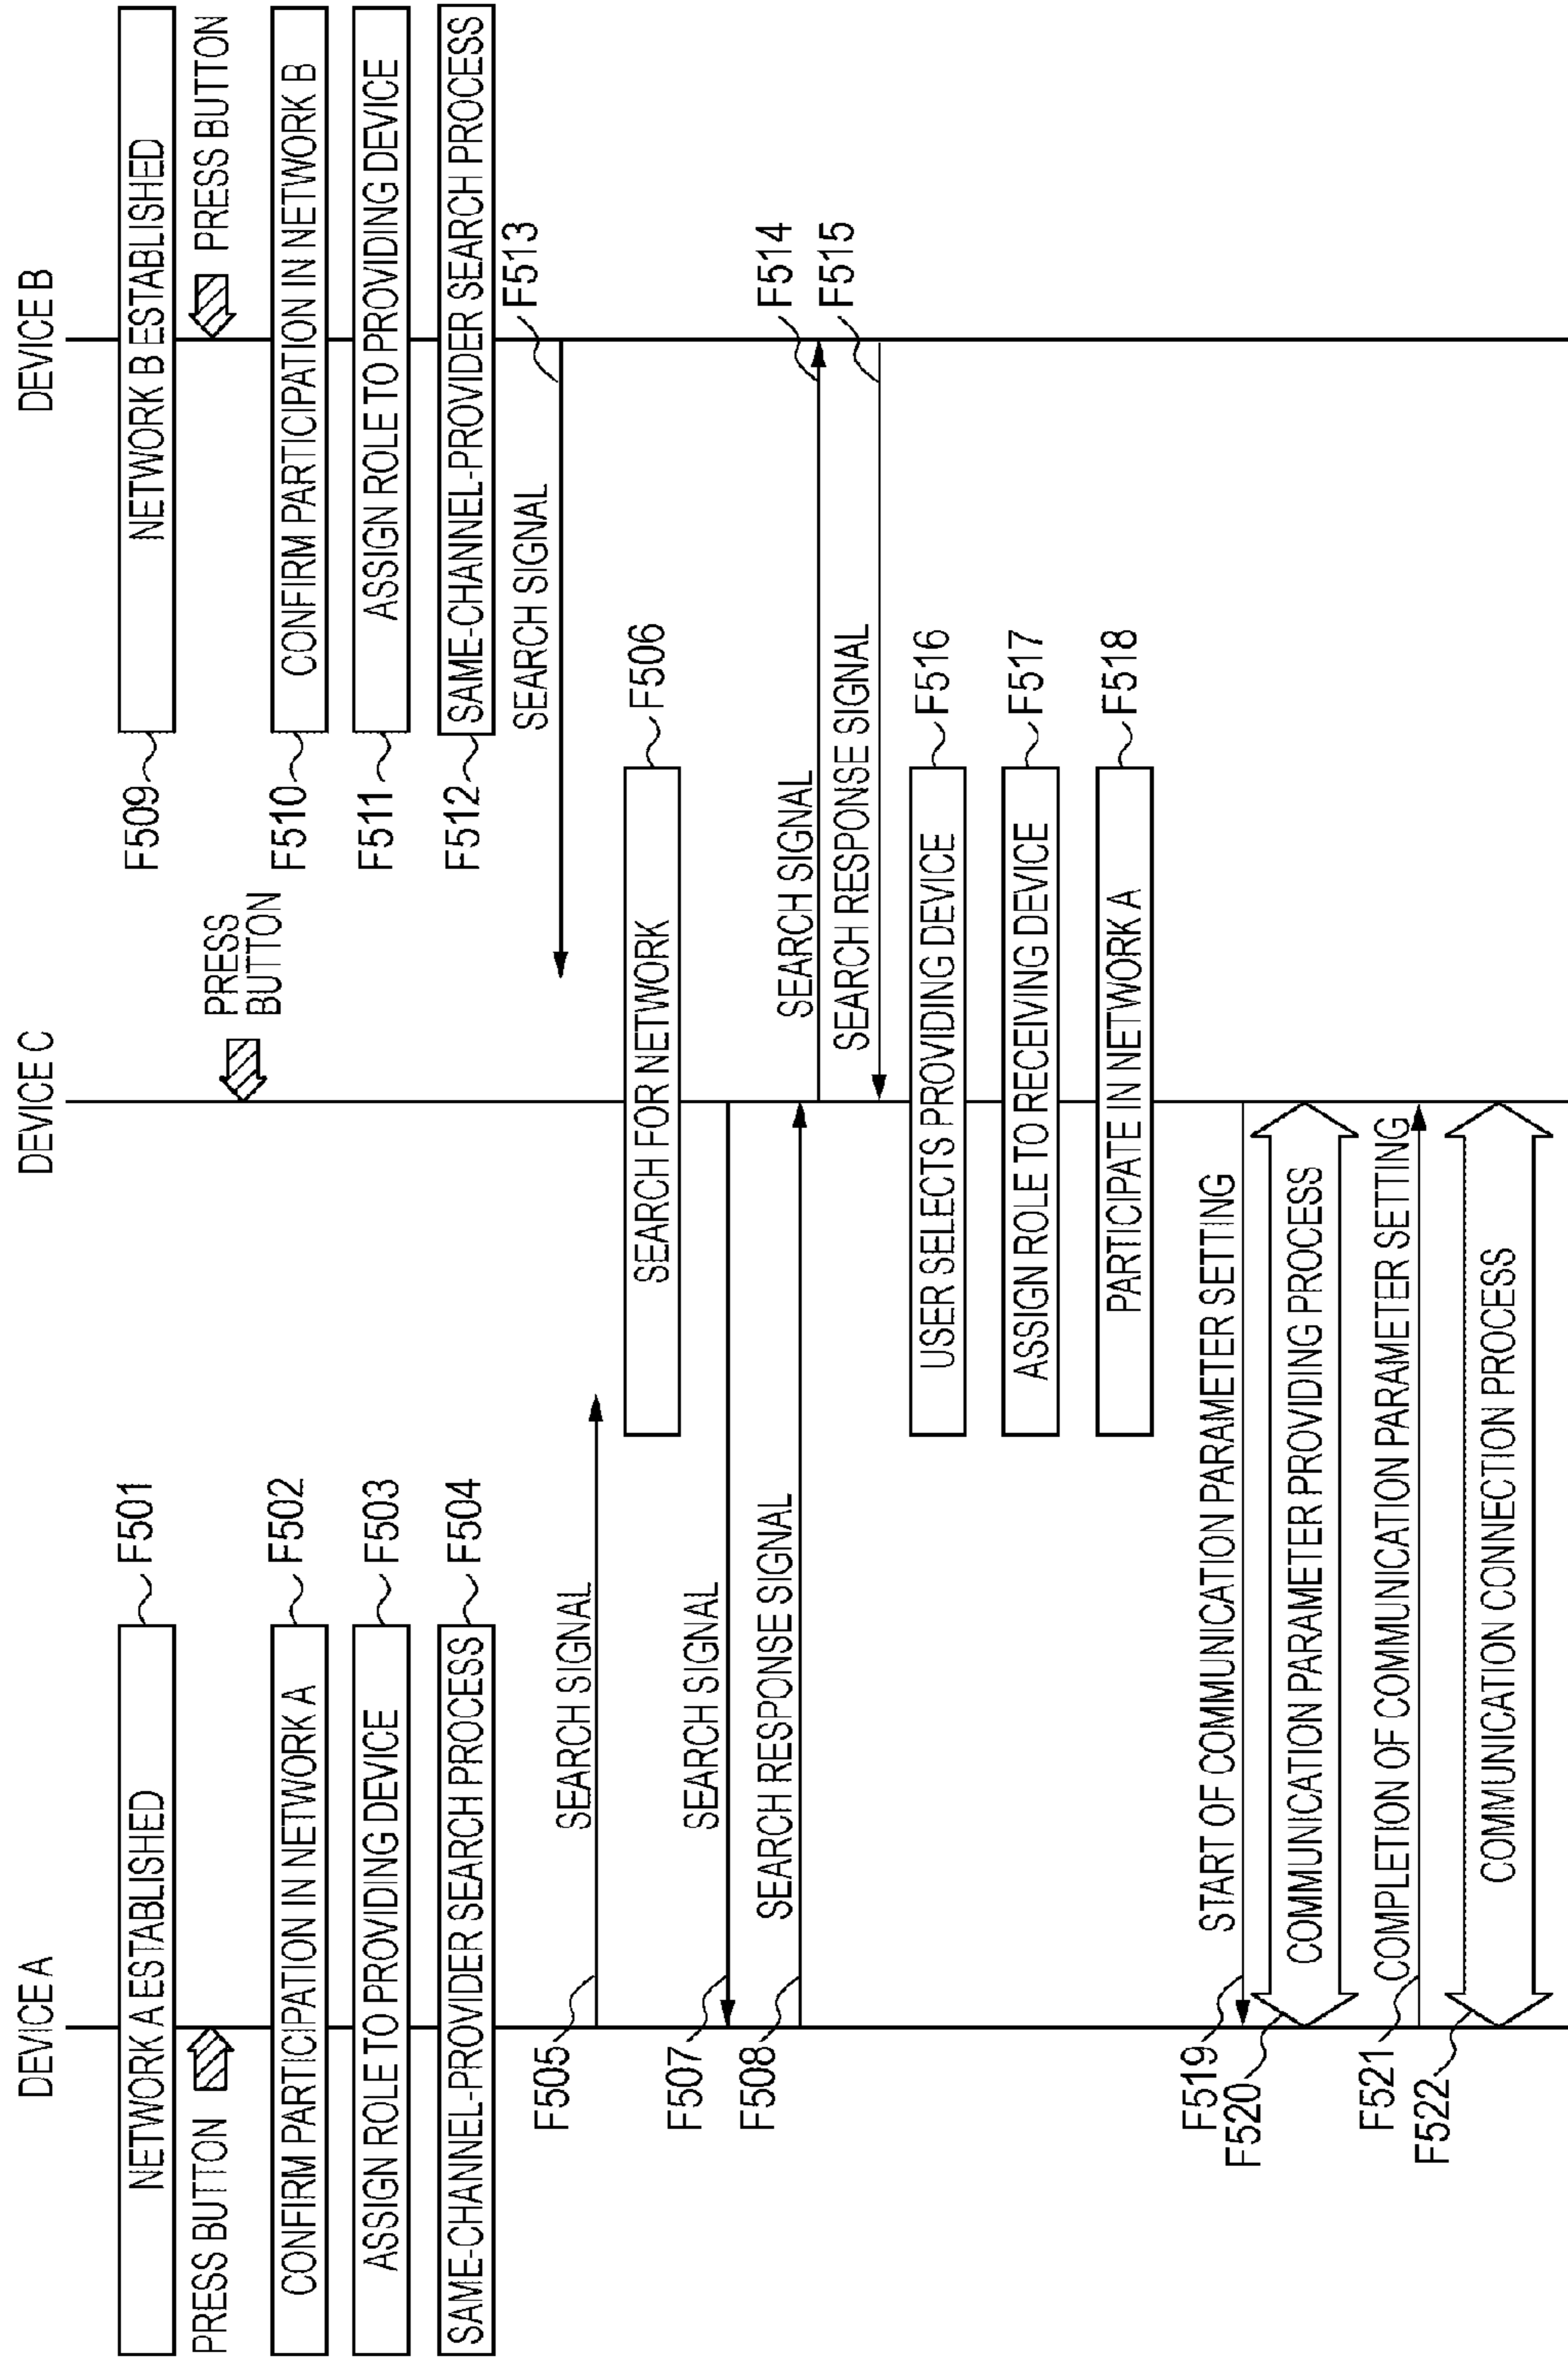 DEVICE A
DEVICE C
DEVICE B
NETWORK A ESTABLISHED
F501
F509
NETWORK B ESTABLISHED
PRESS BUTTON
PRESS
BUTTON
PRESS BUTTON
CONFIRM PARTICIPATION IN NETWORK A
F502
F510
CONFIRM PARTICIPATION IN NETWORK B
ASSIGN ROLE TO PROVIDING DEVICE
F503
F511
ASSIGN ROLE TO PROVIDING DEVICE
SAME-CHANNEL-PROVIDER SEARCH PROCESS
F504
F512
SAME-CHANNEL-PROVIDER SEARCH PROCESS
SEARCH SIGNAL
F513
F505
SEARCH SIGNAL
SEARCH FOR NETWORK
F506
F507
SEARCH SIGNAL
F508
SEARCH RESPONSE SIGNAL
SEARCH SIGNAL
F514
SEARCH RESPONSE SIGNAL
F515
USER SELECTS PROVIDING DEVICE
F516
ASSIGN ROLE TO RECEIVING DEVICE
F517
PARTICIPATE IN NETWORK A
F518
F519
START OF COMMUNICATION PARAMETER SETTING
F520
COMMUNICATION PARAMETER PROVIDING PROCESS
F521
COMPLETION OF COMMUNICATION PARAMETER SETTING
F522
COMMUNICATION CONNECTION PROCESS